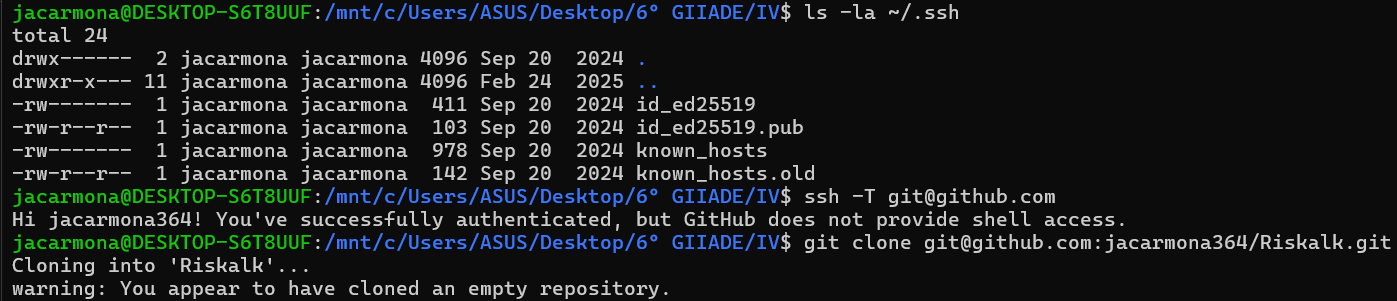 jacarmona@DESKTOP-S6T8UUF:/mnt/c/Users/ASUS/Desktop/6° GIIADE/IV$ ls -la ~/.ssh
total 24
drwx------  2 jacarmona jacarmona 4096 Sep 20  2024 .
drwxr-x--- 11 jacarmona jacarmona 4096 Feb 24  2025 ..
-rw-------  1 jacarmona jacarmona  411 Sep 20  2024 id_ed25519
-rw-r--r--  1 jacarmona jacarmona  103 Sep 20  2024 id_ed25519.pub
-rw-------  1 jacarmona jacarmona  978 Sep 20  2024 known_hosts
-rw-r--r--  1 jacarmona jacarmona  142 Sep 20  2024 known_hosts.old
jacarmona@DESKTOP-S6T8UUF:/mnt/c/Users/ASUS/Desktop/6° GIIADE/IV$ ssh -T git@github.com
Hi jacarmona364! You've successfully authenticated, but GitHub does not provide shell access.
jacarmona@DESKTOP-S6T8UUF:/mnt/c/Users/ASUS/Desktop/6° GIIADE/IV$ git clone git@github.com:jacarmona364/Riskalk.git
Cloning into 'Riskalk'...
warning: You appear to have cloned an empty repository.